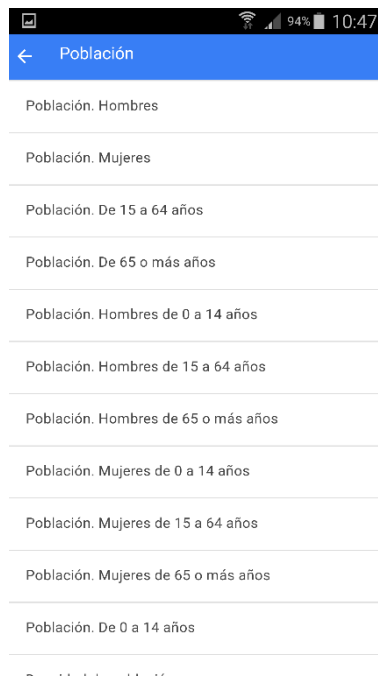 94% 10:47
Población
Población. Hombres
Población. Mujeres
Población. De 15 a 64 años
Población. De 65 o más años
Población. Hombres de 0 a 14 años
Población. Hombres de 15 a 64 años
Población. Hombres de 65 o más años
Población. Mujeres de 0 a 14 años
Población. Mujeres de 15 a 64 años
Población. Mujeres de 65 o más años
Población. De 0 a 14 años